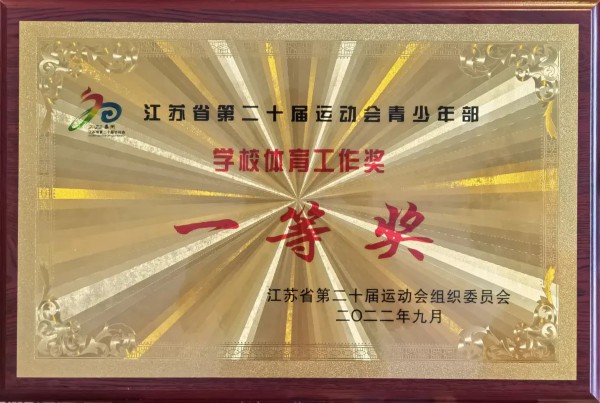 江苏省第二十届运动会青少年部
学校体育工作奖
一等奖
江苏省第二十届运动会组织委员会
二〇二二年九月